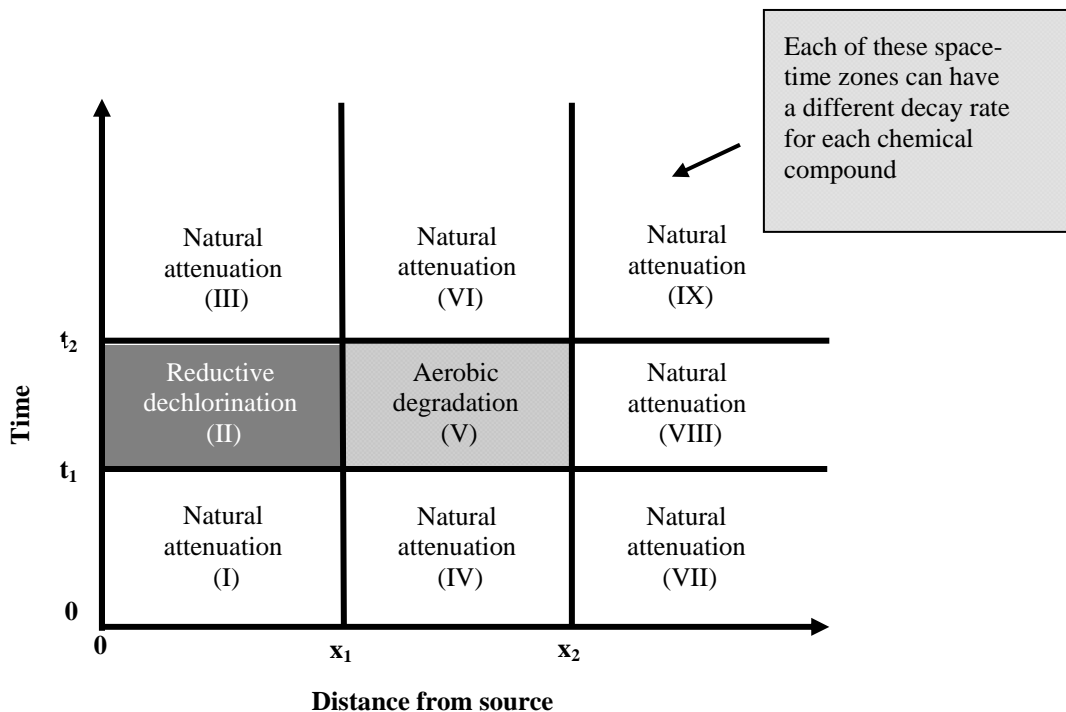 Each of these space-
time zones can have
a different decay rate
for each chemical
compound
Natural
attenuation
(III)
Natural
attenuation
(VI)
Natural
attenuation
(IX)
t2
Reductive
dechlorination
(II)
Aerobic
degradation
(V)
Natural
attenuation
(VIII)
Time
t1
Natural
attenuation
(I)
Natural
attenuation
(IV)
Natural
attenuation
(VII)
0
0
x1
x2
Distance from source